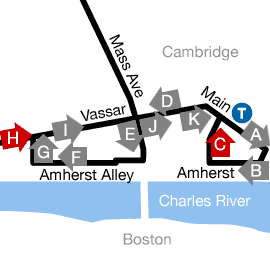 Cambridge
Mass Ave
Main
T
Vassar
D
K
A
H
I
E
J
C
G
F
B
Amherst Alley
Amherst
Charles River
Boston